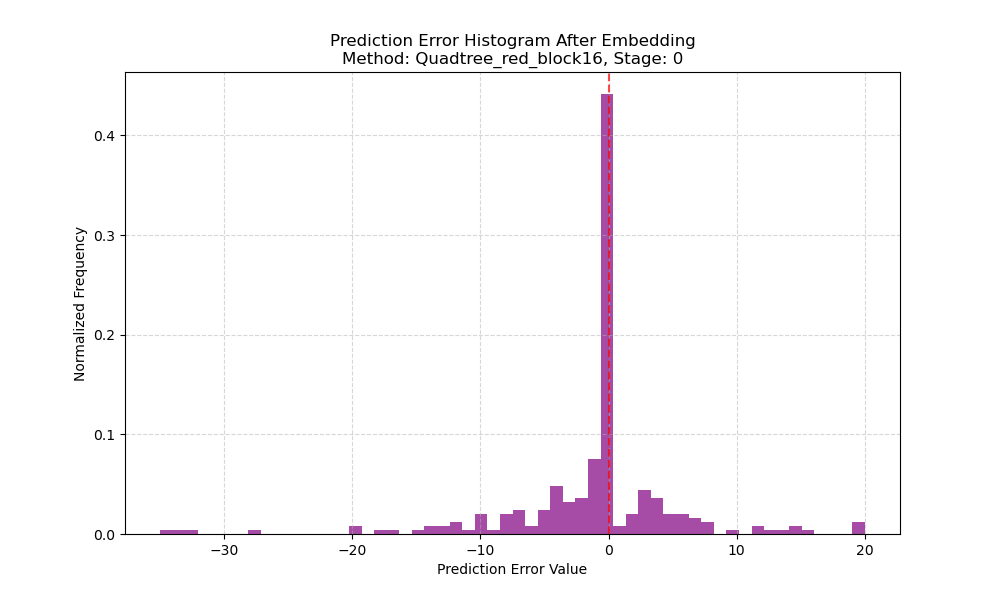 Prediction Error Histogram After Embedding
Method: Quadtree_red_block16, Stage: 0
Normalized Frequency
0.4
0.3
0.2
0.1
0.0
−30 −20 −10 0 10 20
Prediction Error Value